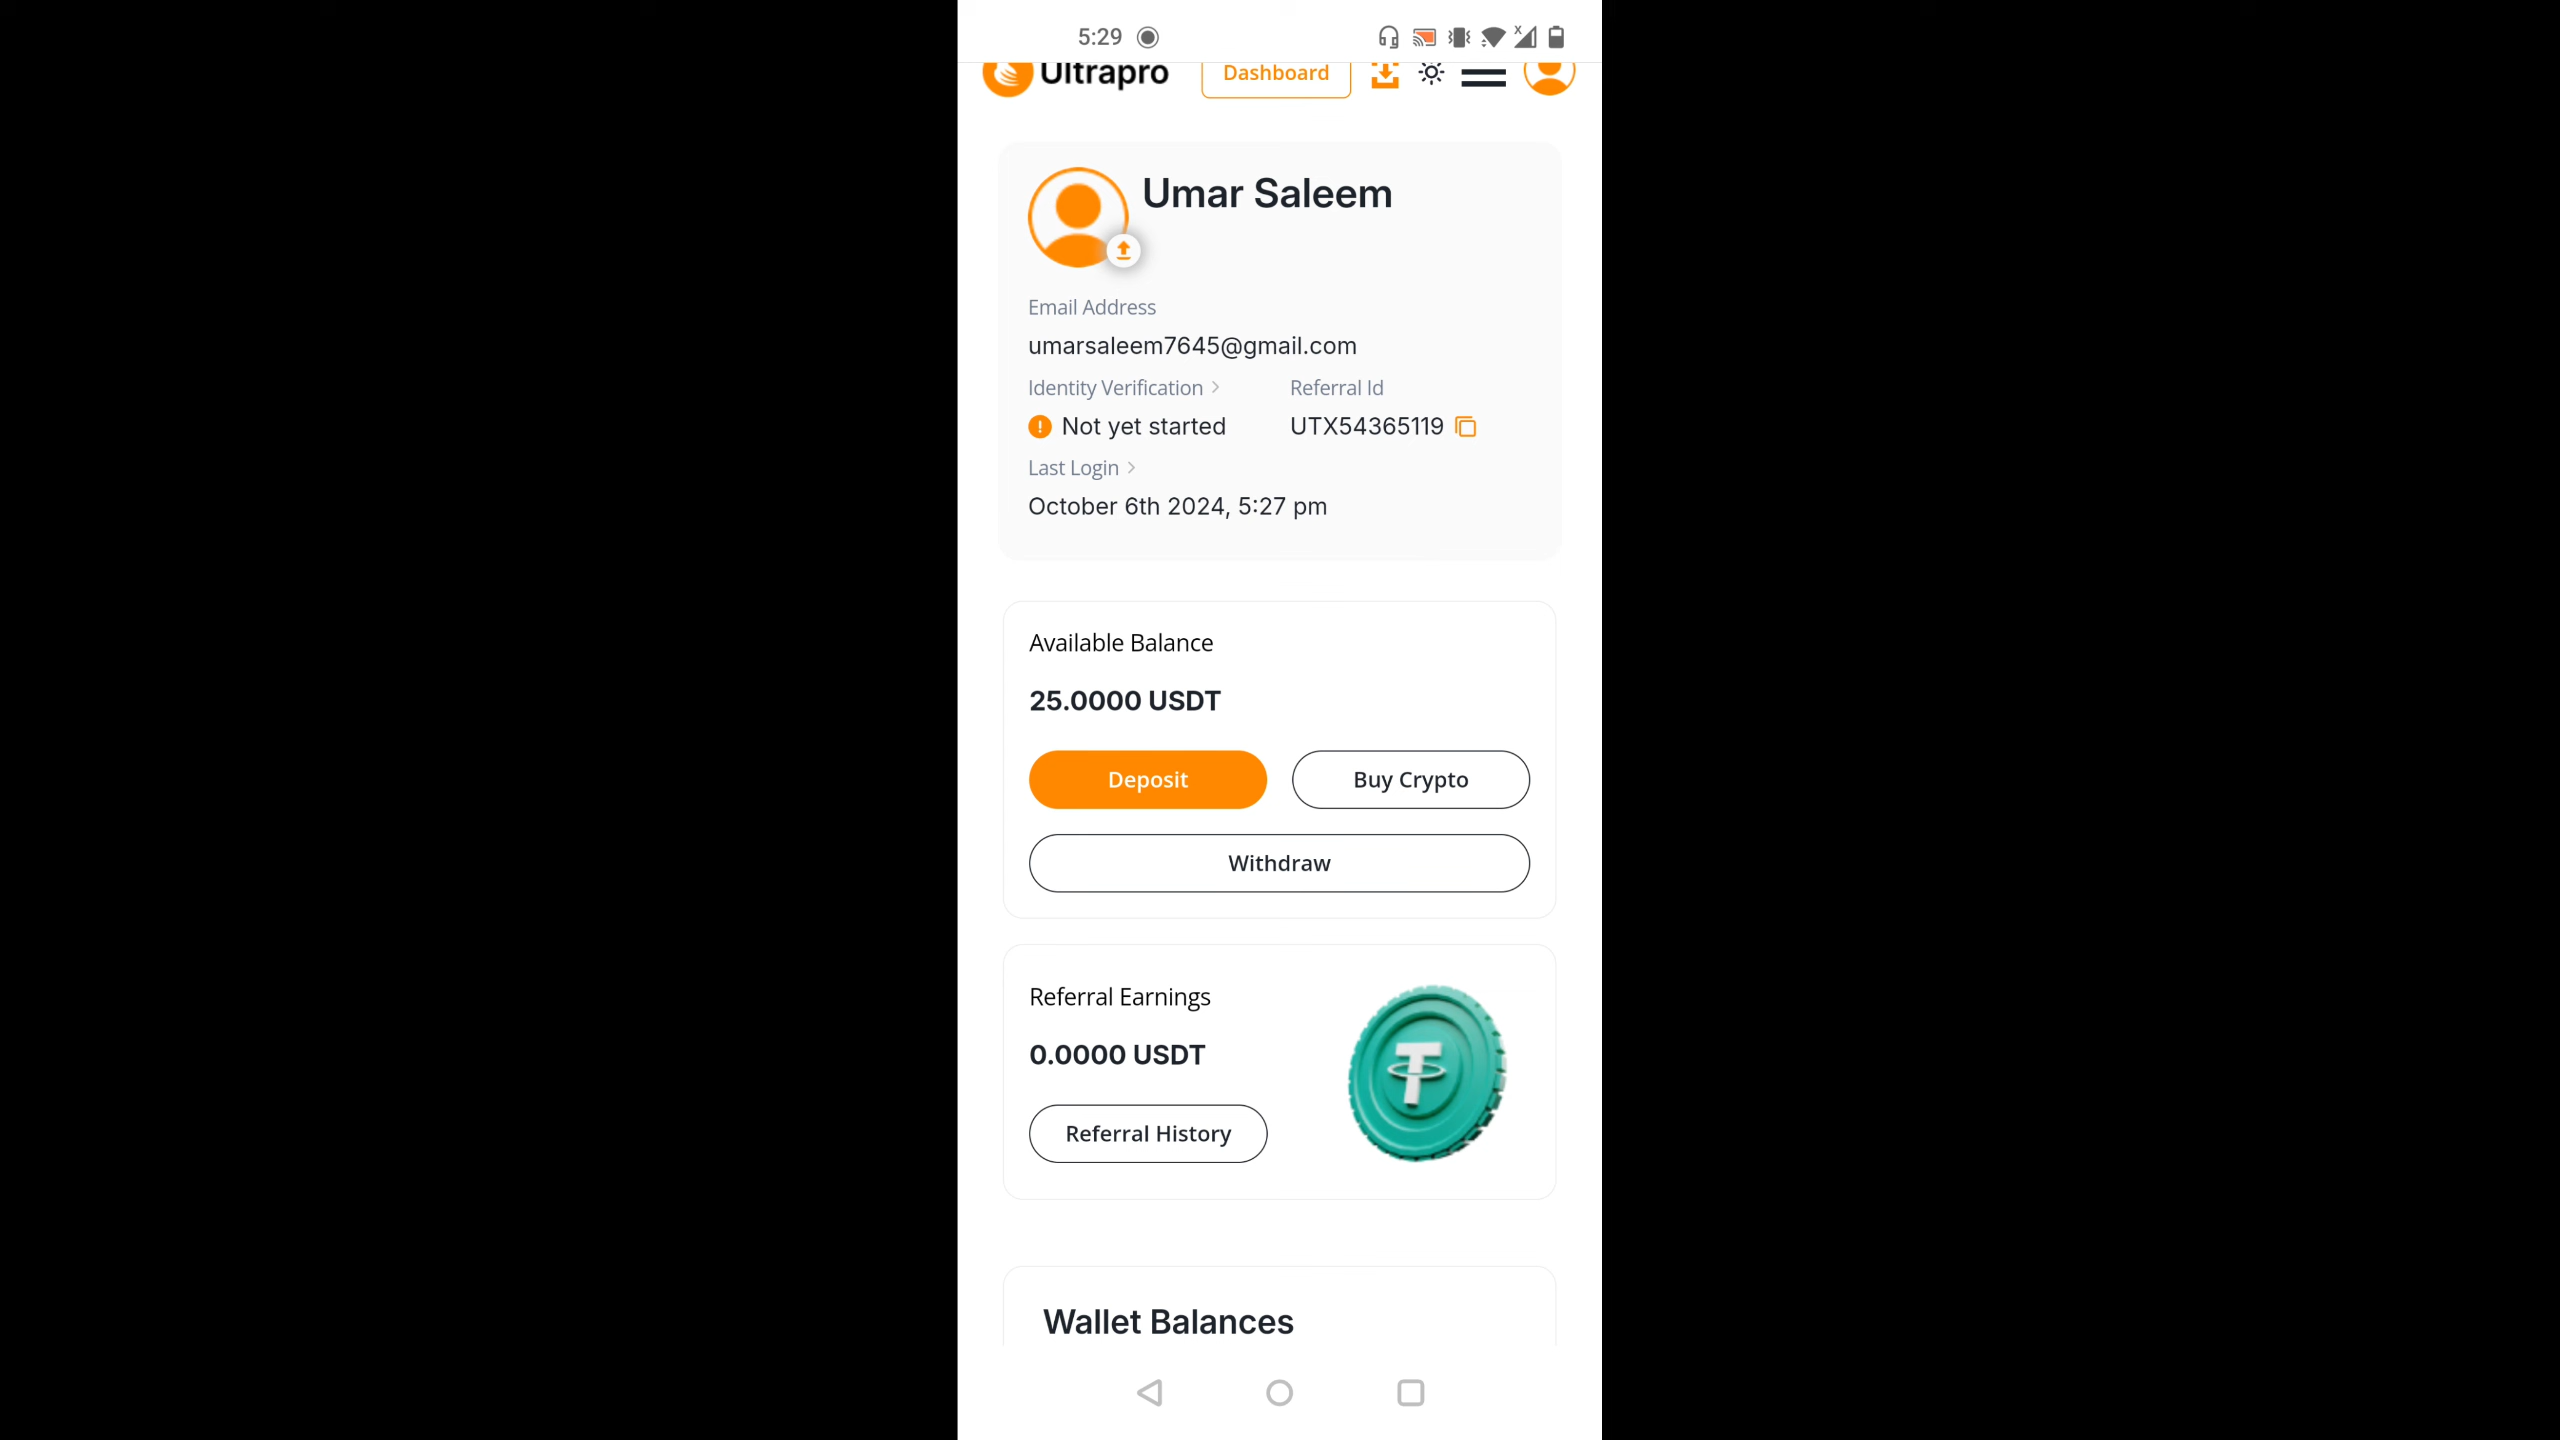 5:29
Ultrapro
Dashboard
Umar Saleem
Email Address
umarsaleem7645@gmail.com
Identity Verification > Referral Id
Not yet started UTX54365119
Last Login >
October 6th 2024, 5:27 pm
Available Balance
25.0000 USDT
Deposit Buy Crypto
Withdraw
Referral Earnings
0.0000 USDT
Referral History
Wallet Balances